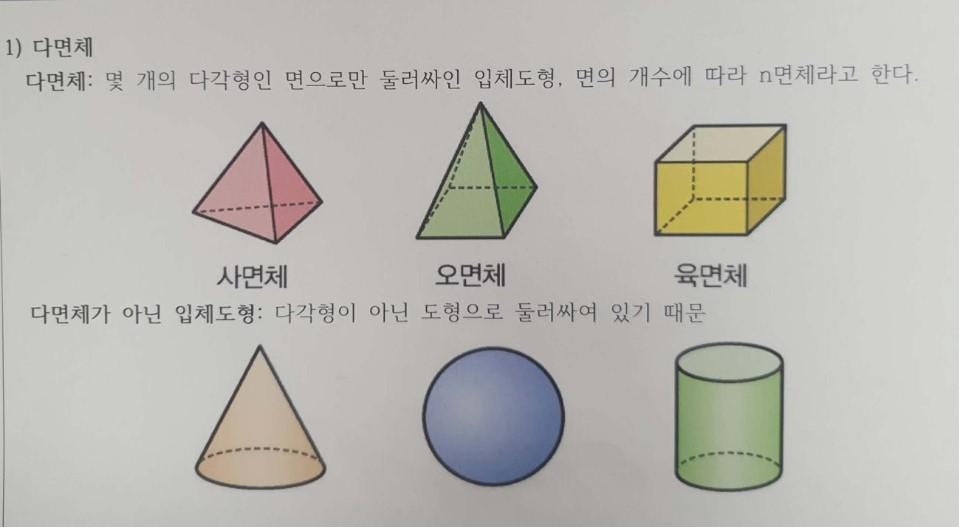 1) 다면체
다면체: 몇 개의 다각형인 면으로만 둘러싸인 입체도형, 면의 개수에 따라 n면체라고 한다.
사면체 오면체 육면체
다면체가 아닌 입체도형: 다각형이 아닌 도형으로 둘러싸여 있기 때문